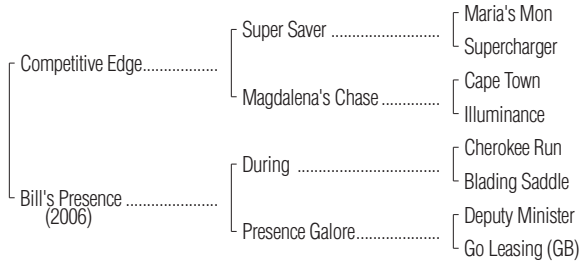 Maria's Mon
Super Saver ........................
Supercharger
Competitive Edge..................
Cape Town
Magdalena's Chase ..............
Illuminance
Cherokee Run
During ..................................
Blading Saddle
Bill's Presence ......................
(2006)
Deputy Minister
Presence Galore....................
Go Leasing (GB)